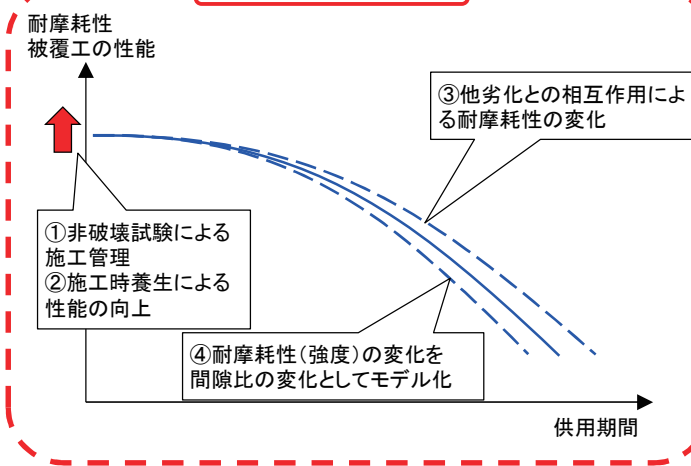 耐摩耗性
被覆工の性能
③他劣化との相互作用によ
る耐摩耗性の変化
①非破壊試験による
施工管理
②施工時養生による
性能の向上
④耐摩耗性(強度)の変化を
間隙比の変化としてモデル化
供用期間